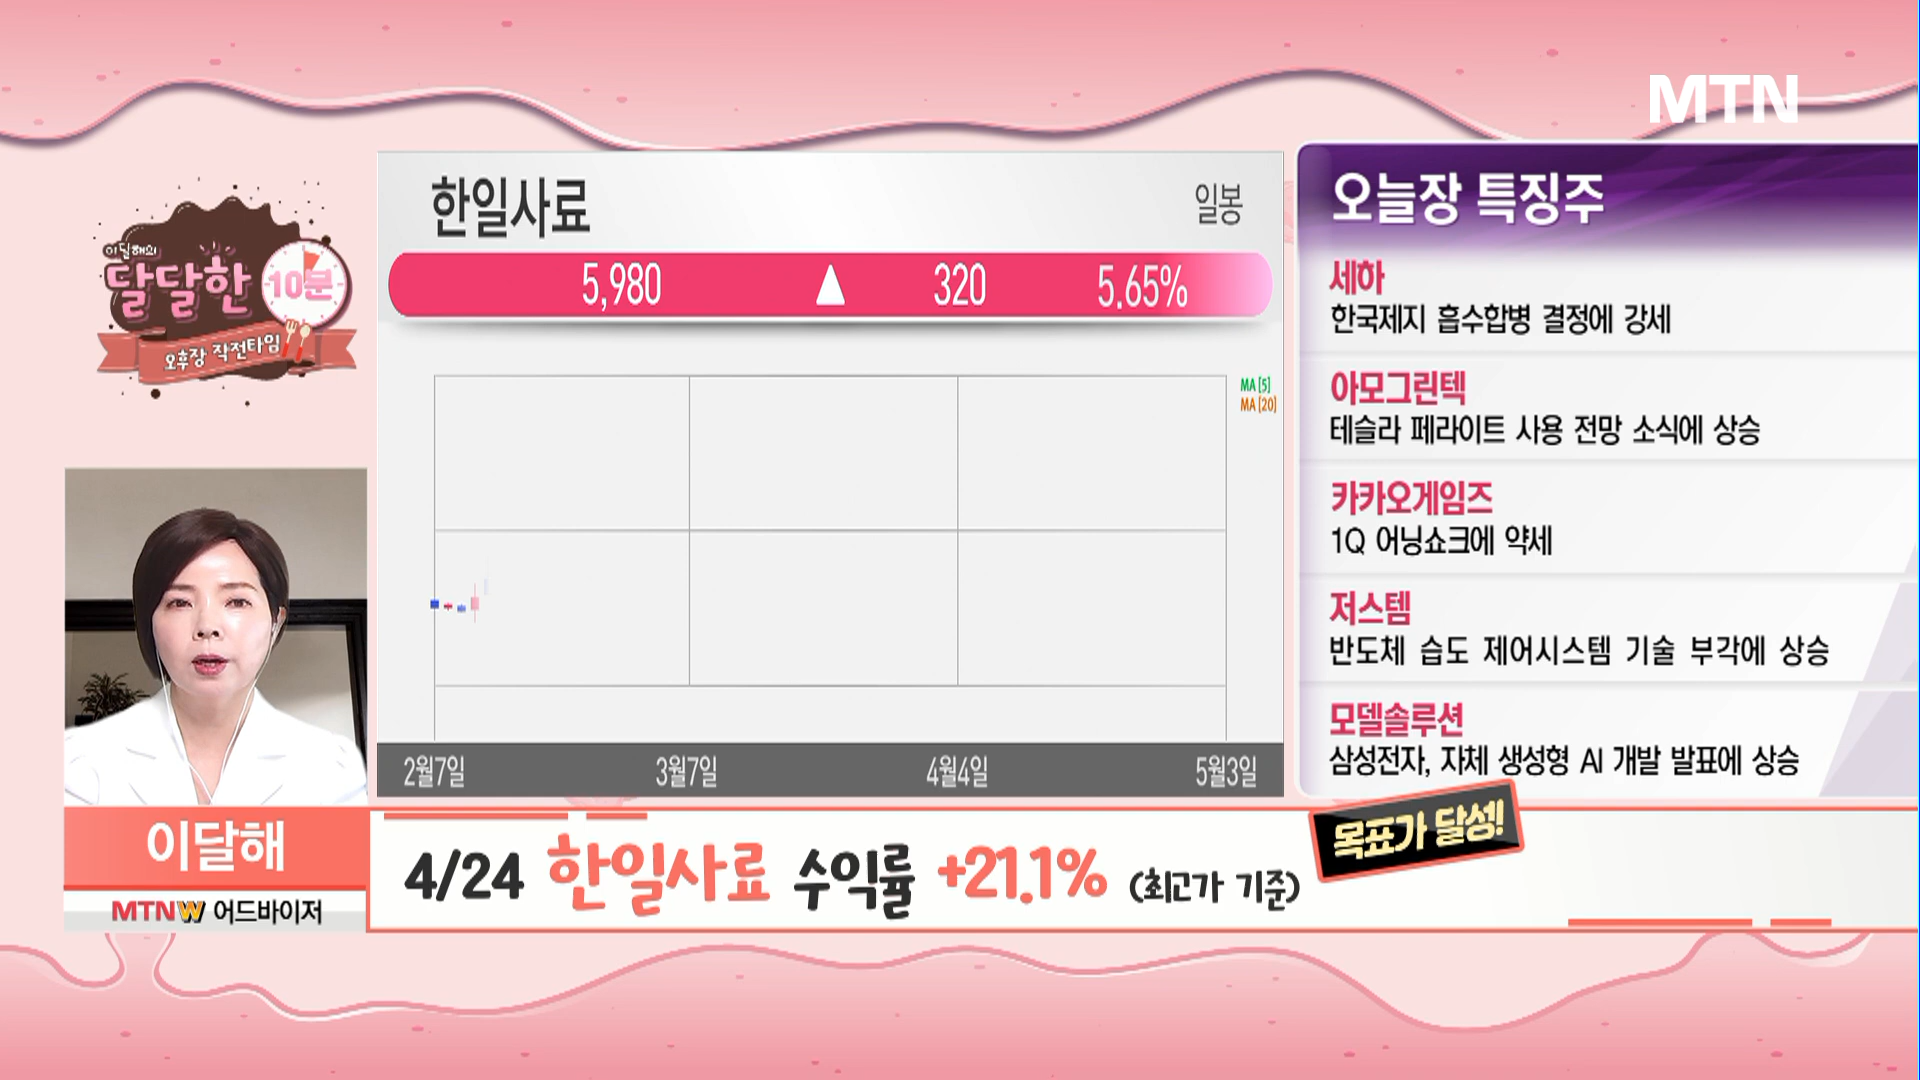 MTN
이달해의
달달한
10분
오후장 작전타임
한일사료
일봉
5,980 ▲ 320 5.65%
MA [5]
MA [20]
2월7일 3월7일 4월4일 5월3일
오늘장 특징주
세하
한국제지 흡수합병 결정에 강세
아모그린텍
테슬라 페라이트 사용 전망 소식에 상승
카카오게임즈
1Q 어닝쇼크에 약세
저스템
반도체 습도 제어시스템 기술 부각에 상승
모델솔루션
삼성전자, 자체 생성형 AI 개발 발표에 상승
이달해
MTNW 어드바이저
목표가 달성!
4/24 한일사료 수익률 +21.1% (최고가 기준)